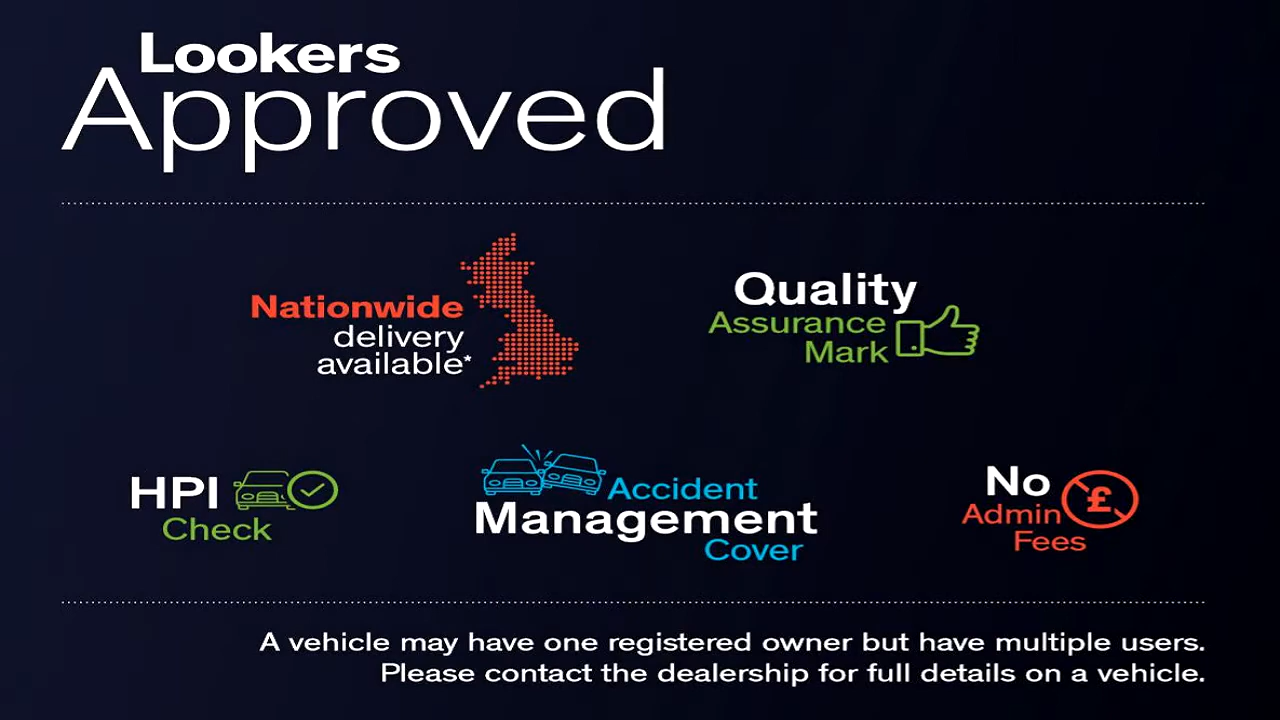 Lookers
Approved
Nationwide
delivery
available*
Quality
Assurance
Mark
HPI
Check
Accident
Management
Cover
No
Admin
£
Fees
A vehicle may have one registered owner but have multiple users.
Please contact the dealership for full details on a vehicle.